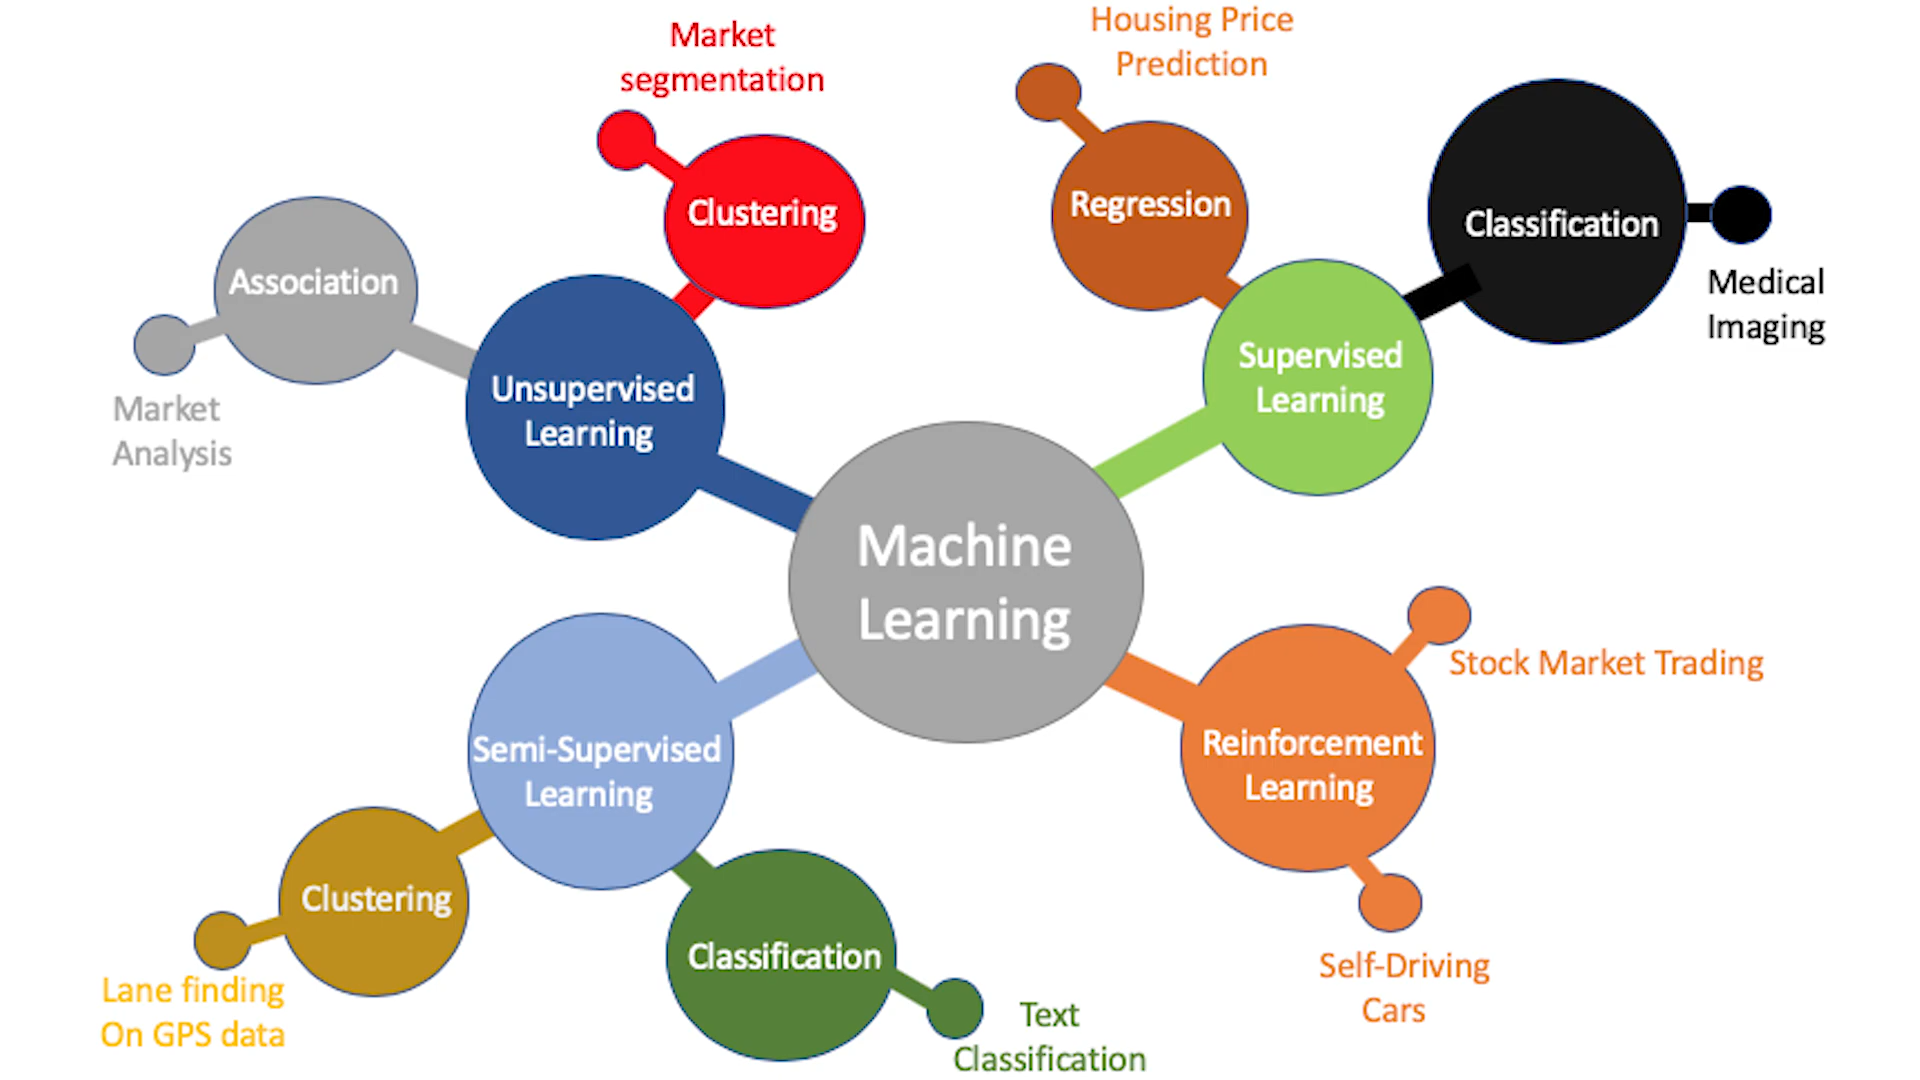 Market
segmentation
Clustering
Association
Market
Analysis
Unsupervised
Learning
Housing Price
Prediction
Regression
Classification
Medical
Imaging
Supervised
Learning
Machine
Learning
Semi-Supervised
Learning
Clustering
Lane finding
On GPS data
Classification
Text
Classification
Stock Market Trading
Reinforcement
Learning
Self-Driving
Cars